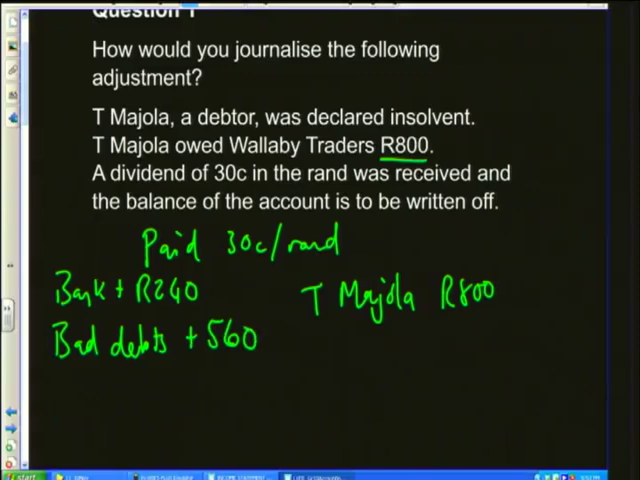 Question 1
How would you journalise the following
adjustment?
T Majola, a debtor, was declared insolvent.
T Majola owed Wallaby Traders R800.
A dividend of 30c in the rand was received and
the balance of the account is to be written off.
Paid 30c/rand
Bank + R240
T Majola R800
Bad debts + 560
start